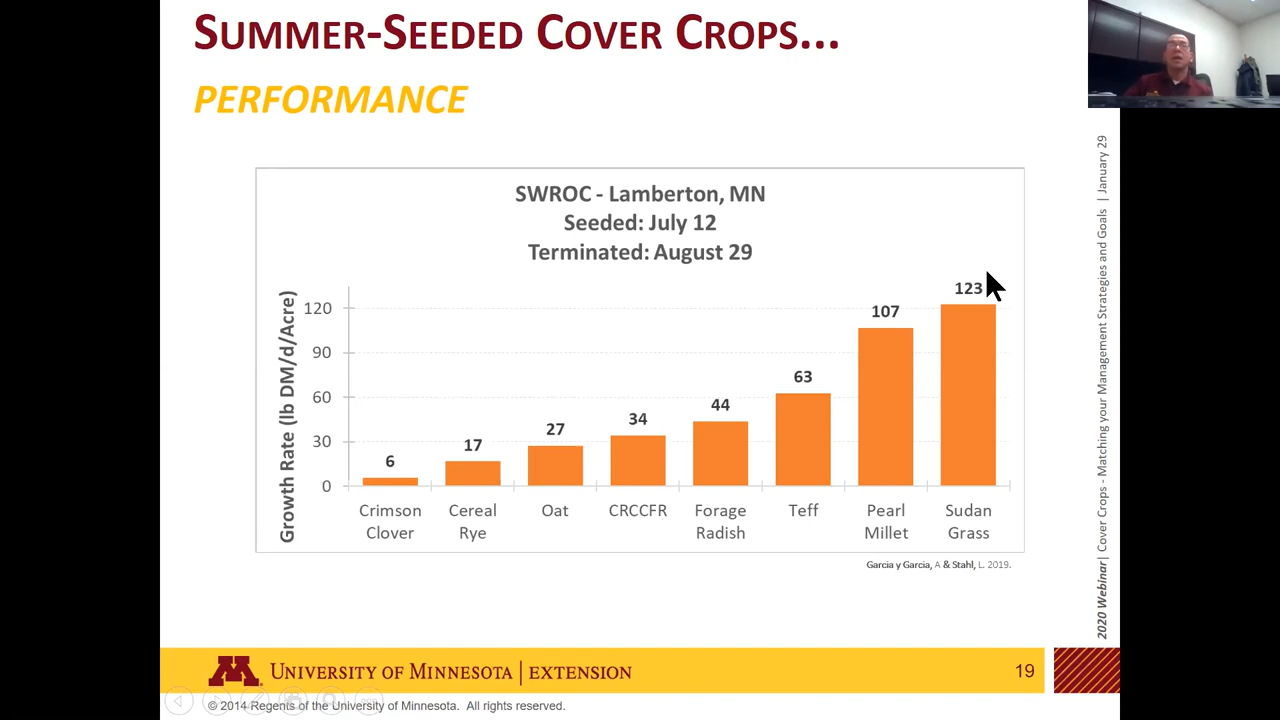 SUMMER-SEEDED COVER CROPS...
PERFORMANCE
SWROC - Lamberton, MN
Seeded: July 12
Terminated: August 29
Growth Rate (lb DM/d/Acre)
120
90
60
30
0
6
17
27
34
44
63
107
123
Crimson
Clover
Cereal
Rye
Oat
CRCCFR
Forage
Radish
Teff
Pearl
Millet
Sudan
Grass
Garcia y Garcia, A & Stahl, L. 2019.
2020 Webinar| Cover Crops - Matching your Management Strategies and Goals | January 29
M UNIVERSITY OF MINNESOTA | EXTENSION
19
© 2014 Regents of the University of Minnesota. All rights reserved.